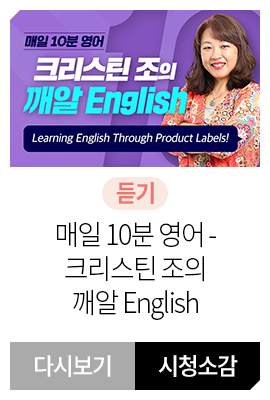 매일 10분 영어
크리스틴 조의
깨알 English
Learning English Through Product Labels!
듣기
매일 10분 영어 -
크리스틴 조의
깨알 English
다시보기
시청소감